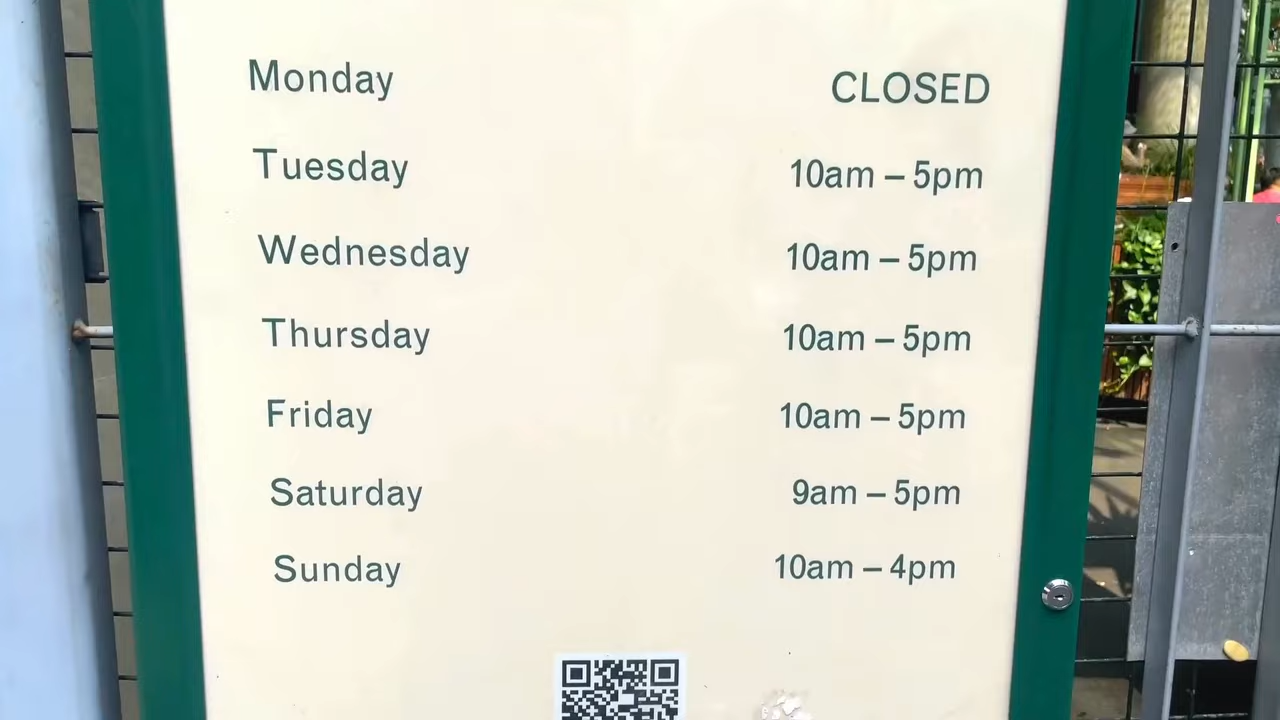 Monday CLOSED
Tuesday 10am – 5pm
Wednesday 10am – 5pm
Thursday 10am – 5pm
Friday 10am – 5pm
Saturday 9am – 5pm
Sunday 10am – 4pm